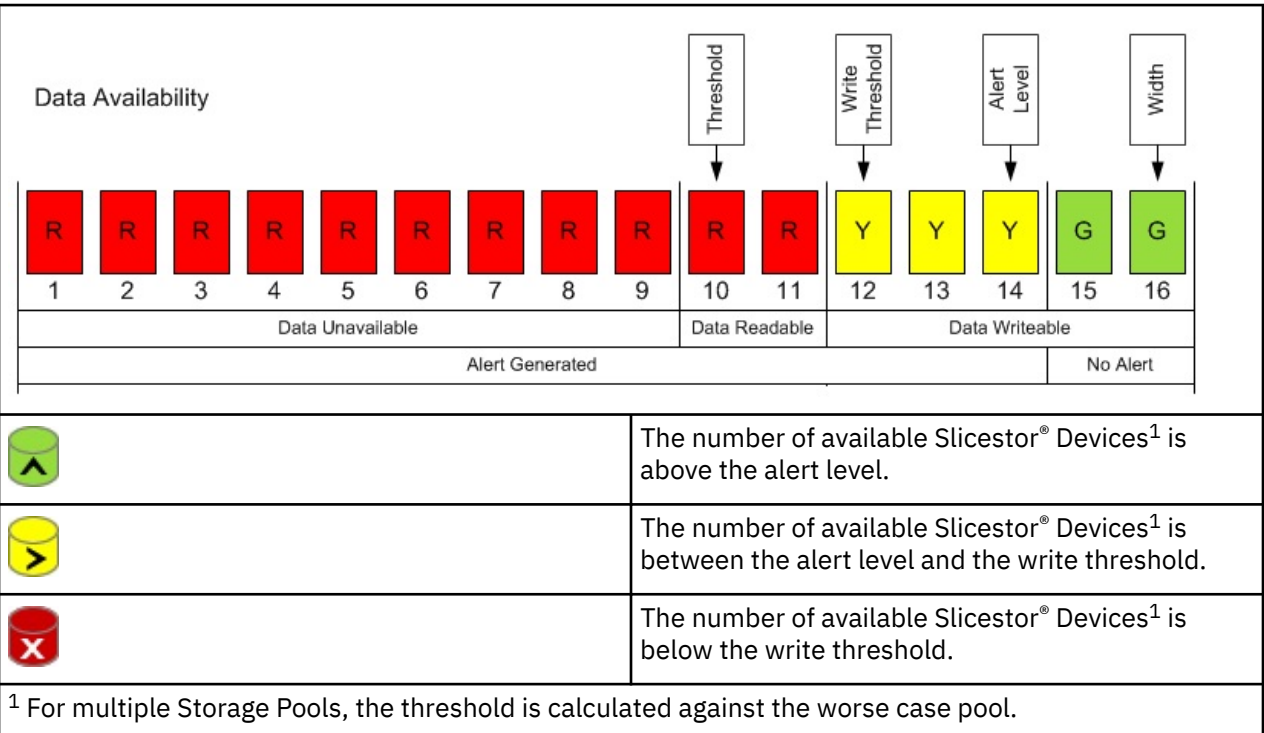 Data Availability
Threshold
Write
Threshold
Alert
Level
Width
R R R R R R R R R R R Y Y Y G G
1 2 3 4 5 6 7 8 9 10 11 12 13 14 15 16
Data Unavailable Data Readable Data Writeable
Alert Generated No Alert
The number of available Slicestor® Devices1 is
above the alert level.
The number of available Slicestor® Devices1 is
between the alert level and the write threshold.
X
The number of available Slicestor® Devices1 is
below the write threshold.
1 For multiple Storage Pools, the threshold is calculated against the worse case pool.